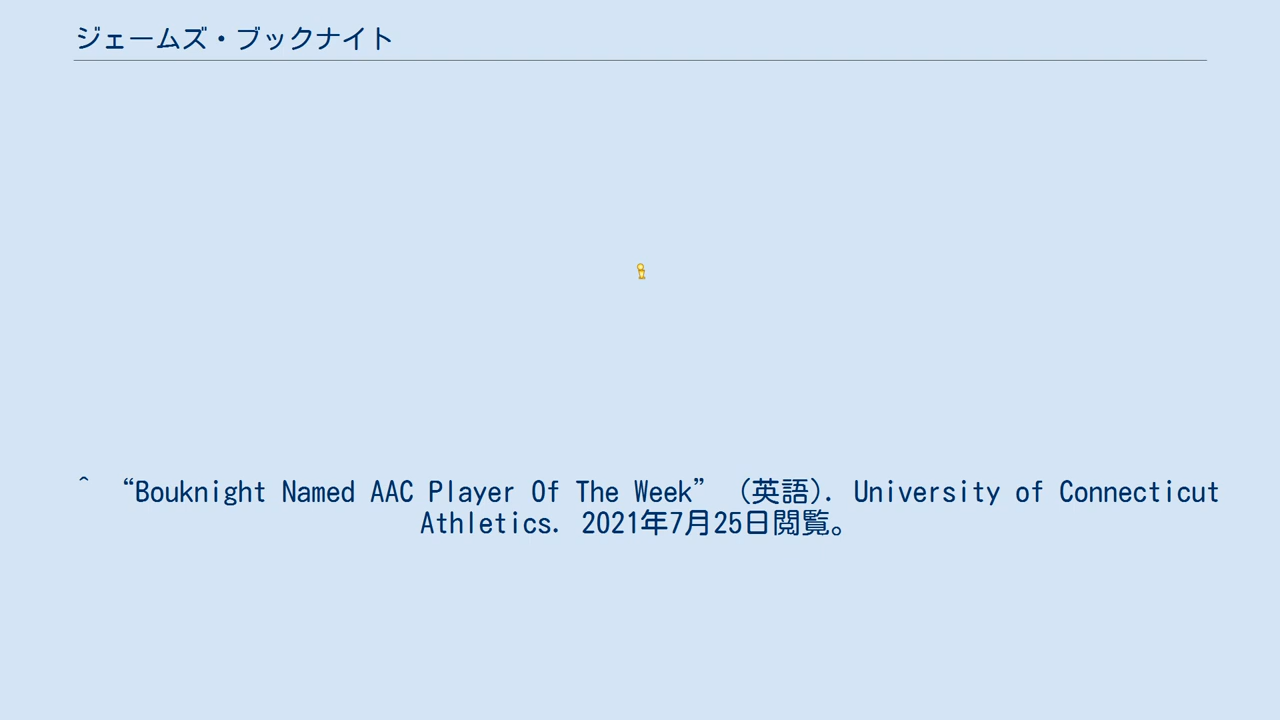 ジェームズ・ブックナイト
^ “Bouknight Named AAC Player Of The Week” (英語). University of Connecticut
Athletics. 2021年7月25日閲覧。